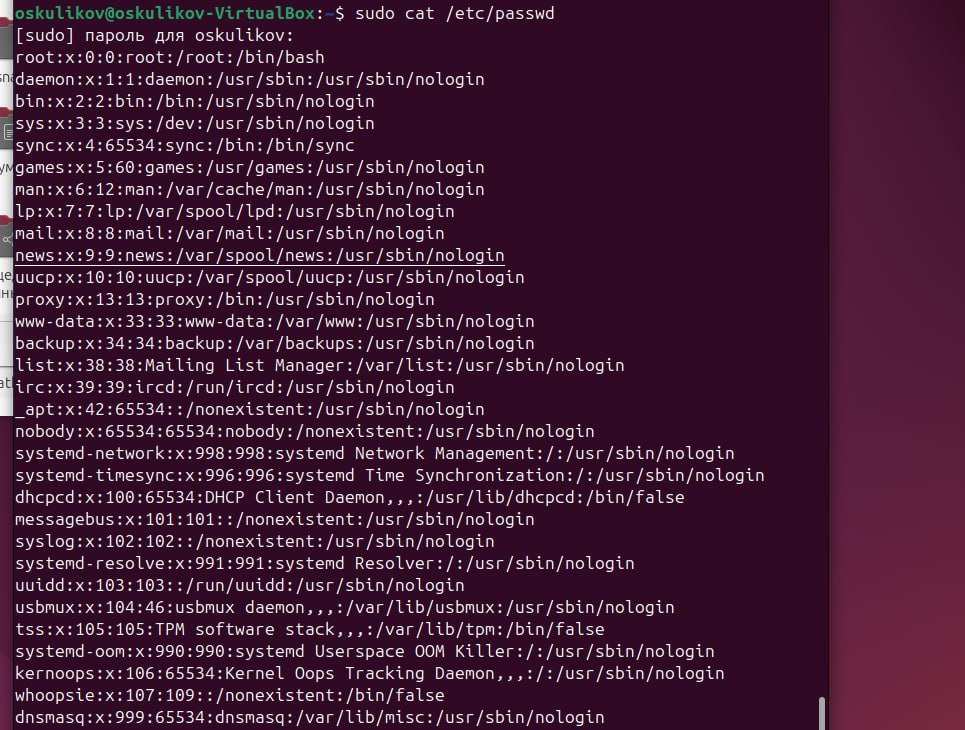 oskulikov@oskulikov-VirtualBox:~$ sudo cat /etc/passwd
[sudo] пароль для oskulikov:
root:x:0:0:root:/root:/bin/bash
daemon:x:1:1:daemon:/usr/sbin:/usr/sbin/nologin
bin:x:2:2:bin:/bin:/usr/sbin/nologin
sys:x:3:3:sys:/dev:/usr/sbin/nologin
sync:x:4:65534:sync:/bin:/bin/sync
games:x:5:60:games:/usr/games:/usr/sbin/nologin
man:x:6:12:man:/var/cache/man:/usr/sbin/nologin
lp:x:7:7:lp:/var/spool/lpd:/usr/sbin/nologin
mail:x:8:8:mail:/var/mail:/usr/sbin/nologin
news:x:9:9:news:/var/spool/news:/usr/sbin/nologin
uucp:x:10:10:uucp:/var/spool/uucp:/usr/sbin/nologin
proxy:x:13:13:proxy:/bin:/usr/sbin/nologin
www-data:x:33:33:www-data:/var/www:/usr/sbin/nologin
backup:x:34:34:backup:/var/backups:/usr/sbin/nologin
list:x:38:38:Mailing List Manager:/var/list:/usr/sbin/nologin
irc:x:39:39:ircd:/run/ircd:/usr/sbin/nologin
_apt:x:42:65534::/nonexistent:/usr/sbin/nologin
nobody:x:65534:65534:nobody:/nonexistent:/usr/sbin/nologin
systemd-network:x:998:998:systemd Network Management:/:/usr/sbin/nologin
systemd-timesync:x:996:996:systemd Time Synchronization:/:/usr/sbin/nologin
dhcpcd:x:100:65534:DHCP Client Daemon,,,:/usr/lib/dhcpcd:/bin/false
messagebus:x:101:101::/nonexistent:/usr/sbin/nologin
syslog:x:102:102::/nonexistent:/usr/sbin/nologin
systemd-resolve:x:991:991:systemd Resolver:/:/usr/sbin/nologin
uuidd:x:103:103::/run/uuidd:/usr/sbin/nologin
usbmux:x:104:46:usbmux daemon,,,:/var/lib/usbmux:/usr/sbin/nologin
tss:x:105:105:TPM software stack,,,:/var/lib/tpm:/bin/false
systemd-oom:x:990:990:systemd Userspace OOM Killer:/:/usr/sbin/nologin
kernoops:x:106:65534:Kernel Oops Tracking Daemon,,,:/:/usr/sbin/nologin
whoopsie:x:107:109::/nonexistent:/bin/false
dnsmasq:x:999:65534:dnsmasq:/var/lib/misc:/usr/sbin/nologin